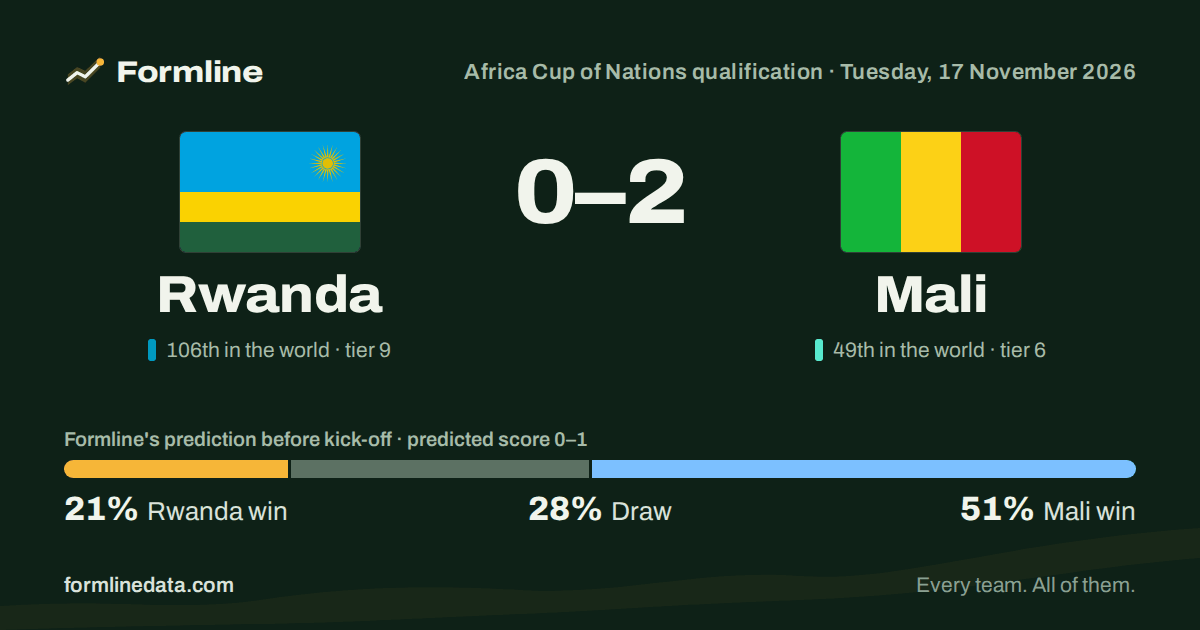 Formline
Africa Cup of Nations qualification · Tuesday, 17 November 2026
0–2
Rwanda
Mali
106th in the world · tier 9
49th in the world · tier 6
Formline's prediction before kick-off · predicted score 0–1
21% Rwanda win
28% Draw
51% Mali win
formlinedata.com
Every team. All of them.